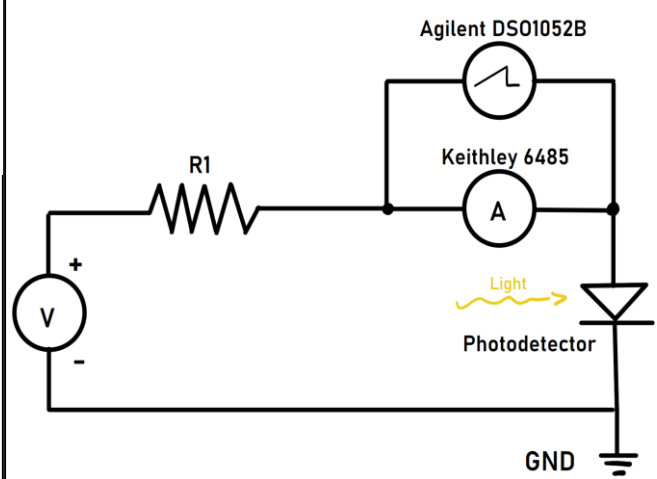 Agilent DSO1052B
Keithley 6485
R1
A
+
Light
V
Photodetector
-
GND